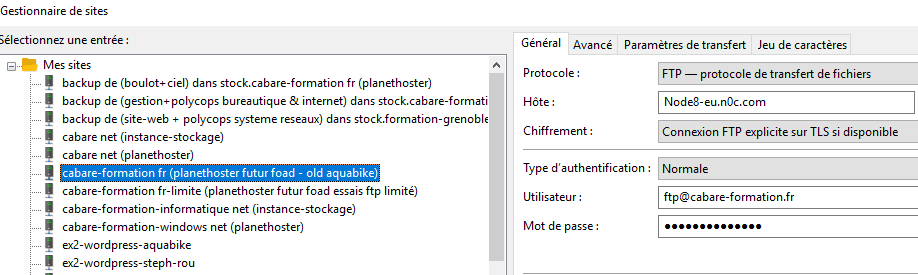 Gestionnaire de sites
Sélectionnez une entrée :
Mes sites
backup de (boulot+ciel) dans stock.cabare-formation fr (planethoster)
backup de (gestion+polycops bureautique & internet) dans stock.cabare-formatio
backup de (site-web + polycops systeme reseaux) dans stock.formation-grenoble
cabare net (instance-stockage)
cabare net (planethoster)
cabare-formation fr (planethoster futur foad - old aquabike)
cabare-formation fr-limite (planethoster futur foad essais ftp limité)
cabare-formation-informatique net (instance-stockage)
cabare-formation-windows net (planethoster)
ex2-wordpress-aquabike
ex2-wordpress-steph-rou
Général Avancé Paramètres de transfert Jeu de caractères
Protocole : FTP — protocole de transfert de fichiers
Hôte : Node8-eu.n0c.com
Chiffrement : Connexion FTP explicite sur TLS si disponible
Type d'authentification : Normale
Utilisateur : ftp@cabare-formation.fr
Mot de passe : ●●●●●●●●●●●●●●